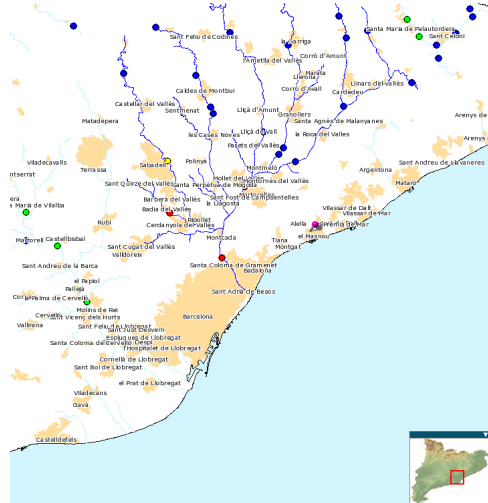 Santa Maria de Palautordera
Sant Feliu de Codines
Sant Celoni
la Garriga
Corró d'Amunt
l'Ametlla del Vallès
Marata
Llerona
Llinars del Vallès
Caldes de Montbui
Corró d'Avall
Cardedeu
Castellar del Vallès
Sentmenat
Lliçà d'Amunt
Granollers
Arenys de
Matadepera
Santa Agnès de Malanyanes
les Cases Noves
Lliçà de Vall
la Roca del Vallès
Arenys
Parets del Vallès
Viladecavalls
Sabadell
Polinyà
Sant Andreu de Llavaneres
Terrassa
Montmeló
Argentona
Mollet del Vallès
Sant Quirze del Vallès
Santa Perpètua de Mogoda
Montornès del Vallès
Mataró
Barberà del Vallès
Sant Fost de Campsentelles
la Llagosta
Badia del Vallès
Vilassar de Dalt
Vilassar de Mar
Rubí
Ripollet
Cerdanyola del Vallès
Alella
Montcada
el Masnou
Martorell
Castellbisbal
Sant Cugat del Vallès
Tiana
Montgat
Valldoreix
Sant Andreu de la Barca
Santa Coloma de Gramenet
Badalona
el Papiol
Pallejà
Sant Adrià de Besòs
la Palma de Cervelló
Molins de Rei
Cervelló
Sant Vicenç dels Horts
Barcelona
Vallirana
Sant Feliu de Llobregat
Sant Just Desvern
Esplugues de Llobregat
Santa Coloma de Cervelló
l'Hospitalet de Llobregat
Cornellà de Llobregat
Sant Boi de Llobregat
el Prat de Llobregat
Viladecans
Gavà
Castelldefels